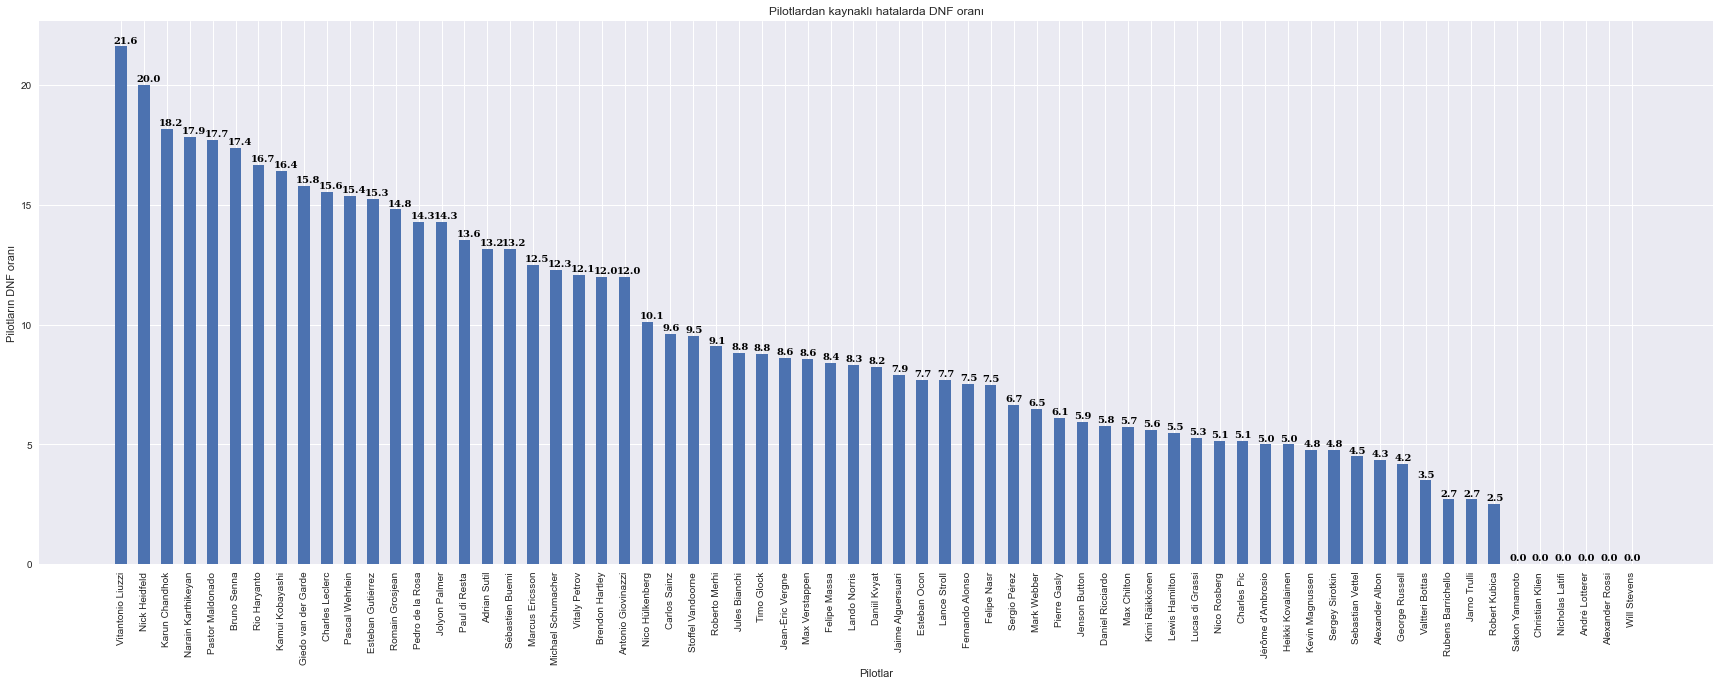 Pilotlardan kaynaklı hatalarda DNF oranı
Pilotların DNF oranı
20
15
10
5
0
21.6
20.0
18.2
17.9
17.7
17.4
16.7
16.4
15.8
15.6
15.4
15.3
14.8
14.3
14.3
13.6
13.2
13.2
12.5
12.3
12.1
12.0
12.0
10.1
9.6
9.5
9.1
8.8
8.8
8.6
8.6
8.4
8.3
8.2
7.9
7.7
7.7
7.5
7.5
6.7
6.5
6.1
5.9
5.8
5.7
5.6
5.5
5.3
5.1
5.1
5.0
5.0
4.8
4.8
4.5
4.3
4.2
3.5
2.7
2.7
2.5
0.0
0.0
0.0
0.0
0.0
0.0
Vitantonio Liuzzi
Nick Heidfeld
Karun Chandhok
Narain Karthikeyan
Pastor Maldonado
Bruno Senna
Rio Haryanto
Kamui Kobayashi
Giedo van der Garde
Charles Leclerc
Pascal Wehrlein
Esteban Gutiérrez
Romain Grosjean
Pedro de la Rosa
Jolyon Palmer
Paul di Resta
Adrian Sutil
Sébastien Buemi
Marcus Ericsson
Michael Schumacher
Vitaly Petrov
Brendon Hartley
Antonio Giovinazzi
Nico Hülkenberg
Carlos Sainz
Stoffel Vandoorne
Roberto Merhi
Jules Bianchi
Timo Glock
Jean-Éric Vergne
Max Verstappen
Felipe Massa
Lando Norris
Daniil Kvyat
Jaime Alguersuari
Esteban Ocon
Lance Stroll
Fernando Alonso
Felipe Nasr
Sergio Pérez
Mark Webber
Pierre Gasly
Jenson Button
Daniel Ricciardo
Max Chilton
Kimi Räikkönen
Lewis Hamilton
Lucas di Grassi
Nico Rosberg
Charles Pic
Jérôme d'Ambrosio
Heikki Kovalainen
Kevin Magnussen
Sergey Sirotkin
Sebastian Vettel
Alexander Albon
George Russell
Valtteri Bottas
Rubens Barrichello
Jarno Trulli
Robert Kubica
Sakon Yamamoto
Christian Klien
Nicholas Latifi
Andre Lotterer
Alexander Rossi
Will Stevens
Pilotlar